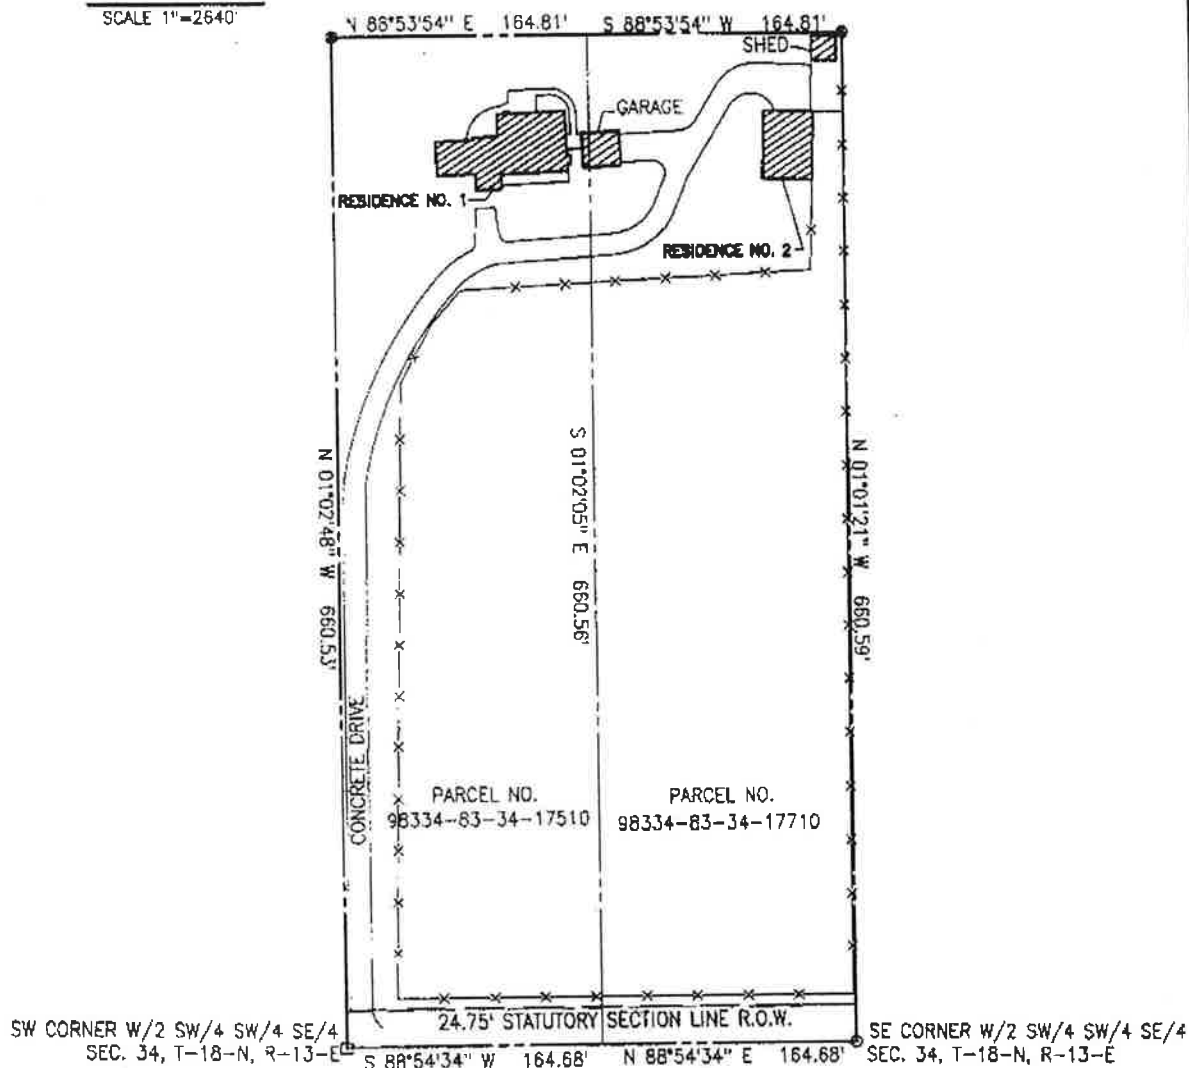 SCALE 1"=2640'
N 88°53'54" E 164.81' S 88°53'54" W 164.81'
SHED
GARAGE
RESIDENCE NO. 1
RESIDENCE NO. 2
N 01°02'48" W 660.53'
S 01°02'05" E 660.56'
N 01°01'21" W 660.59'
CONCRETE DRIVE
PARCEL NO.
98334-83-34-17510
PARCEL NO.
98334-83-34-17710
24.75' STATUTORY SECTION LINE R.O.W.
SW CORNER W/2 SW/4 SW/4 SE/4
SEC. 34, T-18-N, R-13-E
S 88°54'34" W 164.68' N 88°54'34" E 164.68'
SE CORNER W/2 SW/4 SW/4 SE/4
SEC. 34, T-18-N, R-13-E